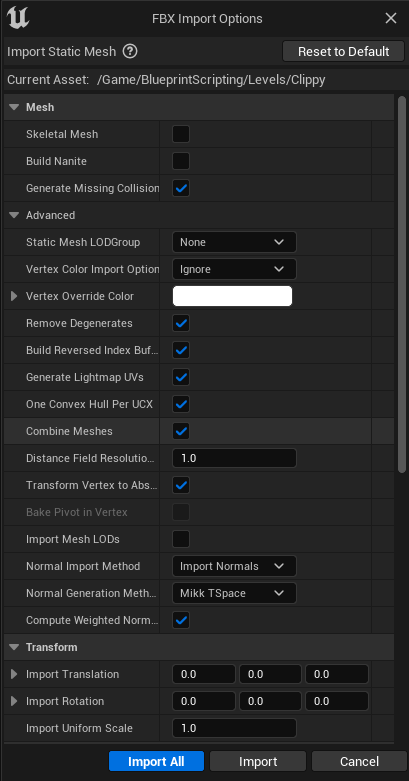 FBX Import Options
Import Static Mesh ? Reset to Default
Current Asset: /Game/BlueprintScripting/Levels/Clippy
Mesh
Skeletal Mesh
Build Nanite
Generate Missing Collision
Advanced
Static Mesh LODGroup None
Vertex Color Import Option Ignore
Vertex Override Color
Remove Degenerates
Build Reversed Index Buf...
Generate Lightmap UVs
One Convex Hull Per UCX
Combine Meshes
Distance Field Resolutio... 1.0
Transform Vertex to Abs...
Bake Pivot in Vertex
Import Mesh LODs
Normal Import Method Import Normals
Normal Generation Meth... Mikk TSpace
Compute Weighted Norm...
Transform
Import Translation 0.0 0.0 0.0
Import Rotation 0.0 0.0 0.0
Import Uniform Scale 1.0
Import All Import Cancel